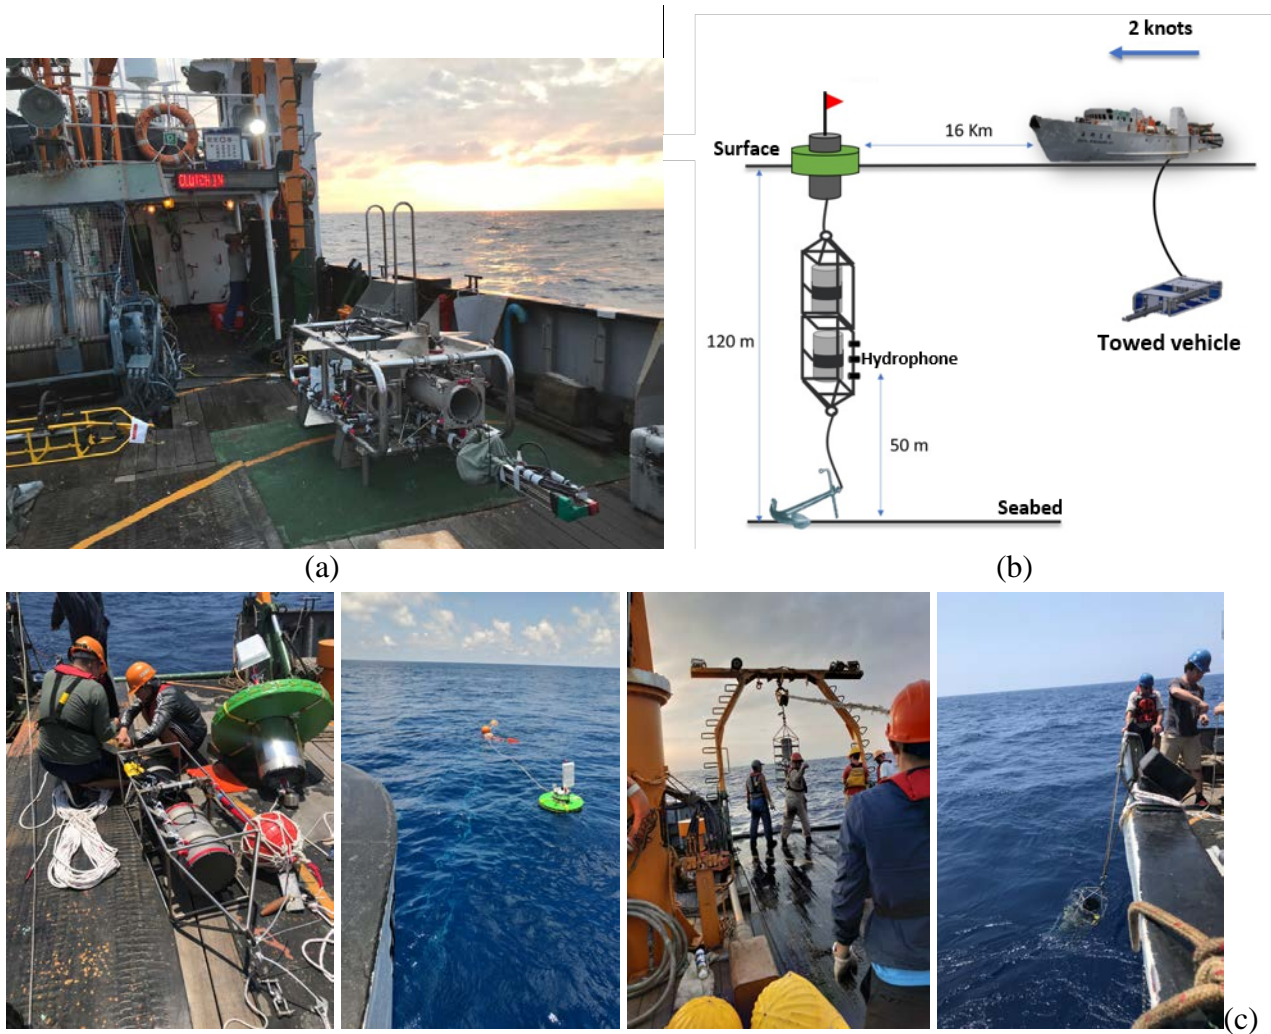 CLUTCH IN
(a)
2 knots
16 Km
Surface
120 m
Hydrophone
Towed vehicle
50 m
Seabed
(b)
(c)